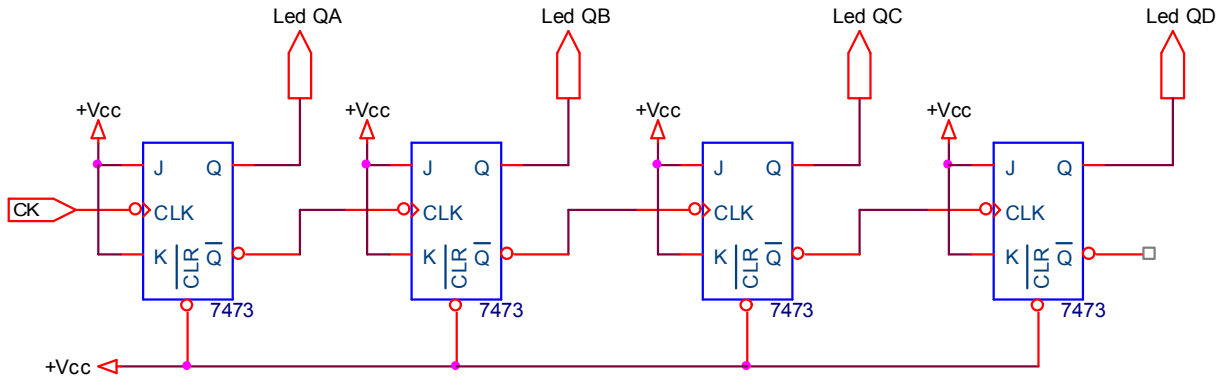 Led QA
Led QB
Led QC
Led QD
+Vcc
+Vcc
+Vcc
+Vcc
J Q
J Q
J Q
J Q
CK
CLK
CLK
CLK
CLK
K CLR Q
K CLR Q
K CLR Q
K CLR Q
7473
7473
7473
7473
+Vcc